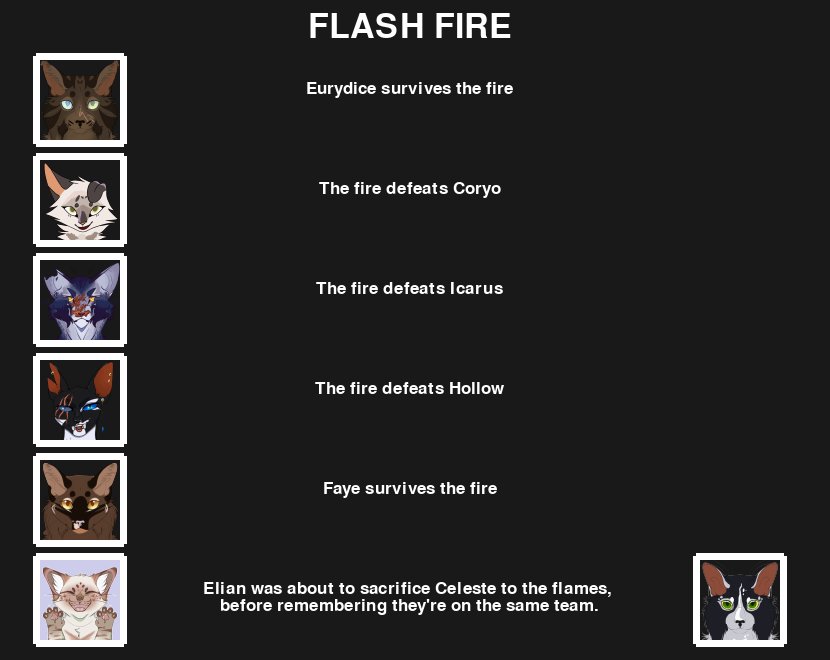 FLASH FIRE
Eurydice survives the fire
The fire defeats Coryo
The fire defeats Icarus
The fire defeats Hollow
Faye survives the fire
Elian was about to sacrifice Celeste to the flames,
before remembering they're on the same team.